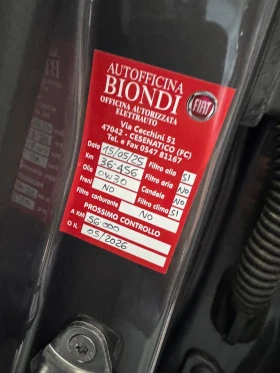 AUTOFFICINA
BIONDI
OFFICINA AUTORIZZATA
ELETTRAUTO
FIAT
Via Cecchini 51
47042 - CESENATICO (FC)
Tel. e Fax 0547 81167
Data 15/05/25 Filtro olio SI
Km 36.456 Filtro aria NO
Olio 0W30 Candele NO
Freni NO Filtro clima SI
Filtro carburante NO
PROSSIMO CONTROLLO
A KM 56.000
O IL 05/2026